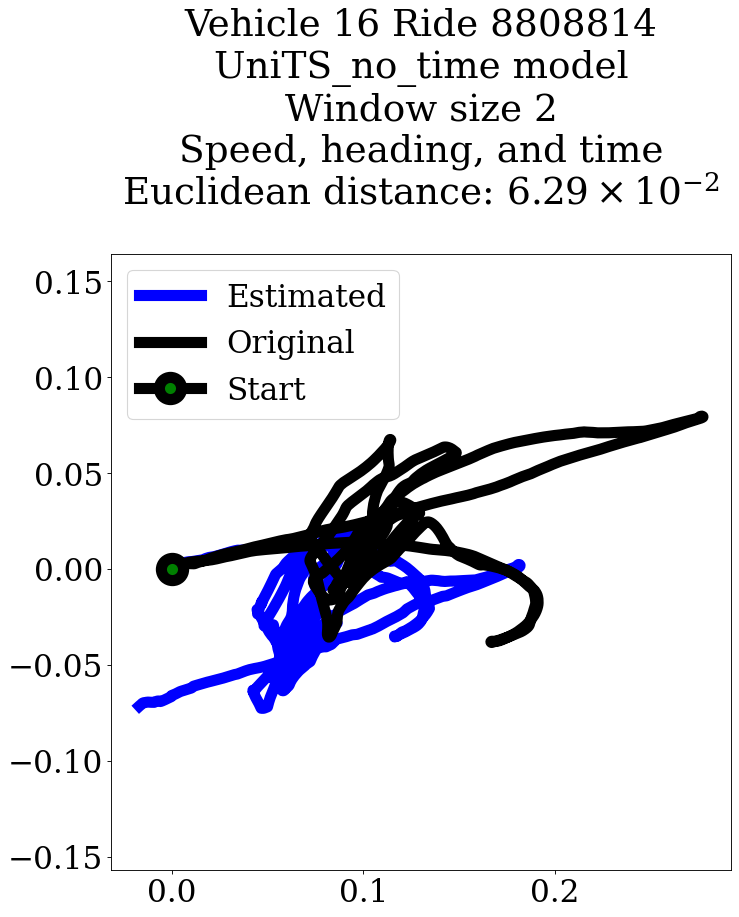 Vehicle 16 Ride 8808814
UniTS_no_time model
Window size 2
Speed, heading, and time
Euclidean distance: 6.29 × 10⁻²
Estimated
Original
Start
0.15
0.10
0.05
0.00
−0.05
−0.10
−0.15
0.0 0.1 0.2